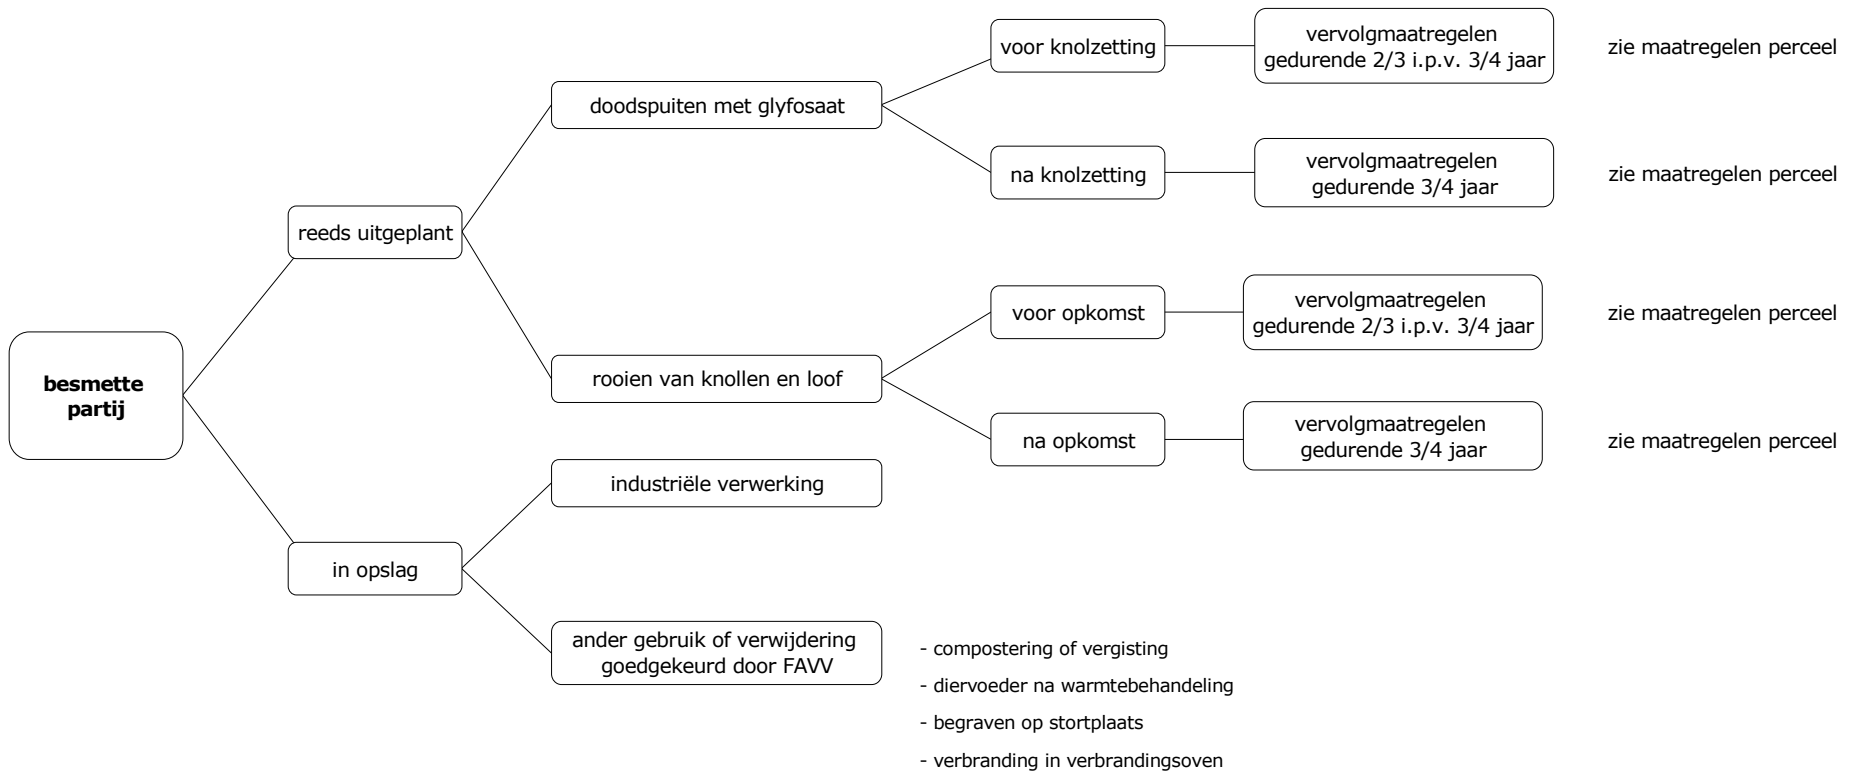 voor knolzetting
vervolgmaatregelen
gedurende 2/3 i.p.v. 3/4 jaar
zie maatregelen perceel
doodspuiten met glyfosaat
na knolzetting
vervolgmaatregelen
gedurende 3/4 jaar
zie maatregelen perceel
reeds uitgeplant
voor opkomst
vervolgmaatregelen
gedurende 2/3 i.p.v. 3/4 jaar
zie maatregelen perceel
rooien van knollen en loof
na opkomst
vervolgmaatregelen
gedurende 3/4 jaar
zie maatregelen perceel
besmette
partij
industriële verwerking
in opslag
ander gebruik of verwijdering
goedgekeurd door FAVV
- compostering of vergisting
- diervoeder na warmtebehandeling
- begraven op stortplaats
- verbranding in verbrandingsoven